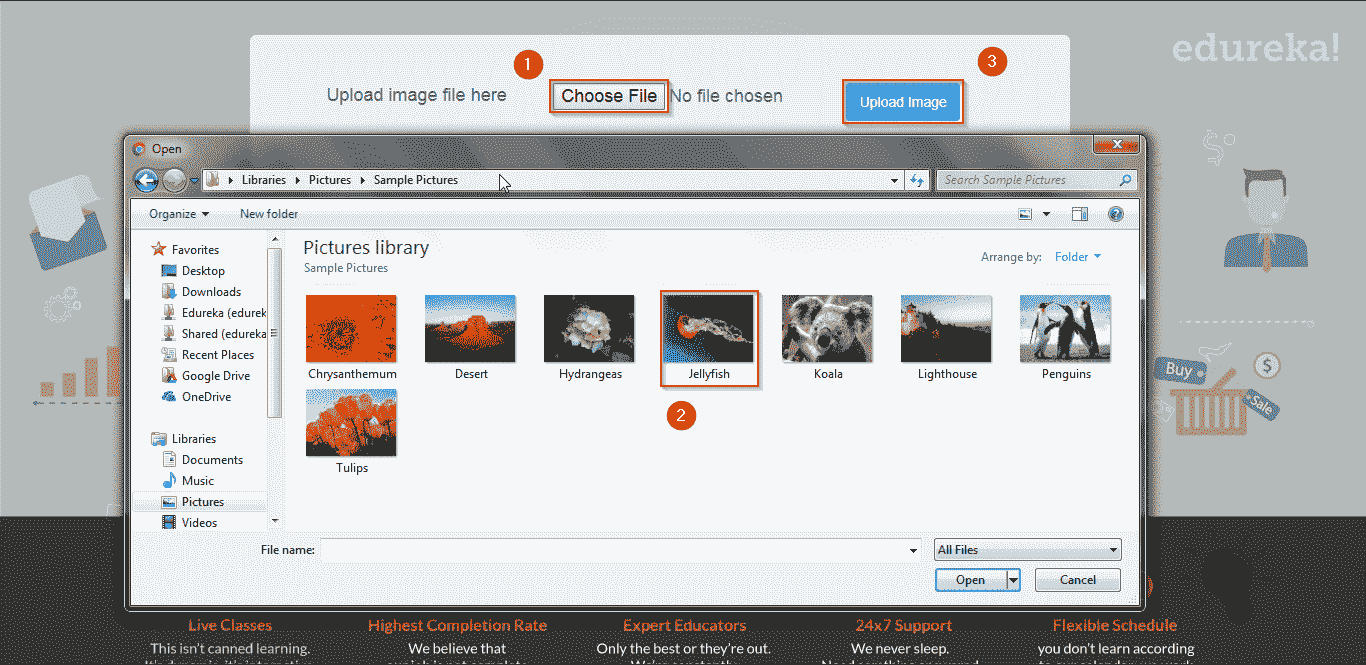 edureka!
1
3
Upload image file here
Choose File
No file chosen
Upload Image
Open
Libraries
Pictures
Sample Pictures
Search Sample Pictures
Organize
New folder
Favorites
Desktop
Downloads
Edureka (edurek
Shared (edureka
Recent Places
Google Drive
OneDrive
Libraries
Documents
Music
Pictures
Videos
Pictures library
Sample Pictures
Arrange by:
Folder
Chrysanthemum
Desert
Hydrangeas
Jellyfish
Koala
Lighthouse
Penguins
2
Tulips
File name:
All Files
Open
Cancel
$
Buy
Sale
Live Classes
Highest Completion Rate
Expert Educators
24x7 Support
Flexible Schedule
This isn't canned learning.
We believe that
Only the best or they're out.
We never sleep.
you don't learn according